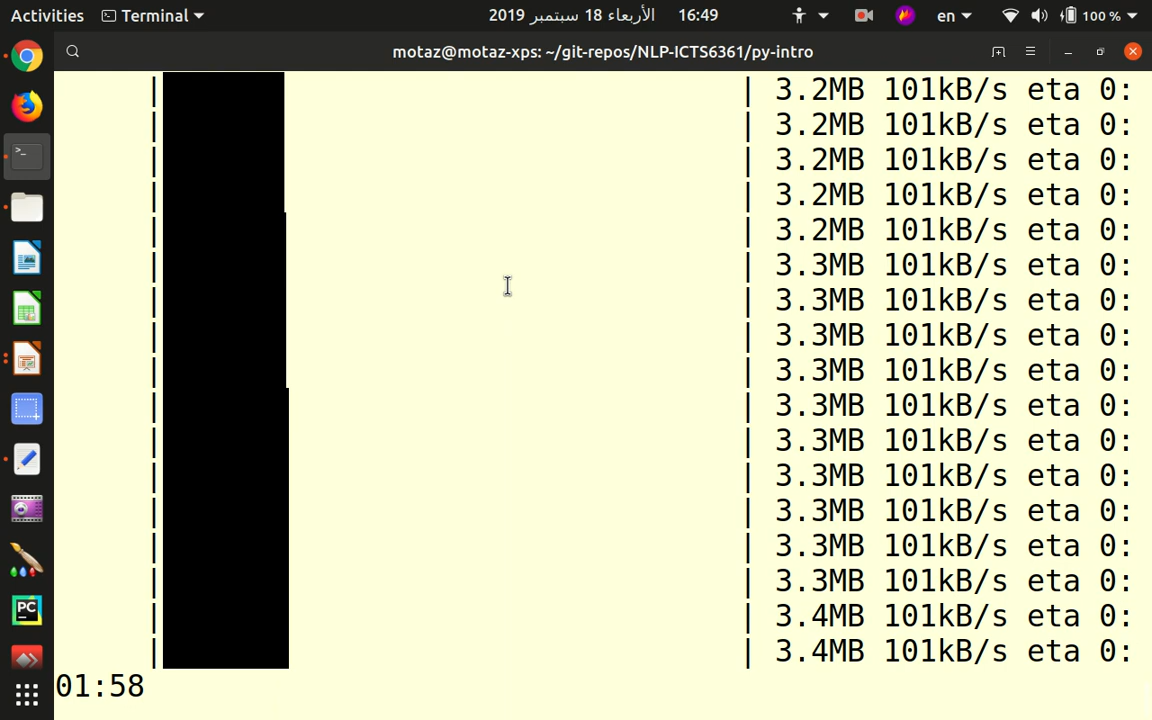 Activities Terminal 2019 الأربعاء 18 سبتمبر 16:49 en 100 %
motaz@motaz-xps: ~/git-repos/NLP-ICTS6361/py-intro
| | 3.2MB 101kB/s eta 0:
| | 3.2MB 101kB/s eta 0:
| | 3.2MB 101kB/s eta 0:
| | 3.2MB 101kB/s eta 0:
| | 3.2MB 101kB/s eta 0:
| | 3.3MB 101kB/s eta 0:
| | 3.3MB 101kB/s eta 0:
| | 3.3MB 101kB/s eta 0:
| | 3.3MB 101kB/s eta 0:
| | 3.3MB 101kB/s eta 0:
| | 3.3MB 101kB/s eta 0:
| | 3.3MB 101kB/s eta 0:
| | 3.3MB 101kB/s eta 0:
| | 3.3MB 101kB/s eta 0:
| | 3.3MB 101kB/s eta 0:
| | 3.4MB 101kB/s eta 0:
| | 3.4MB 101kB/s eta 0:
01:58
PC